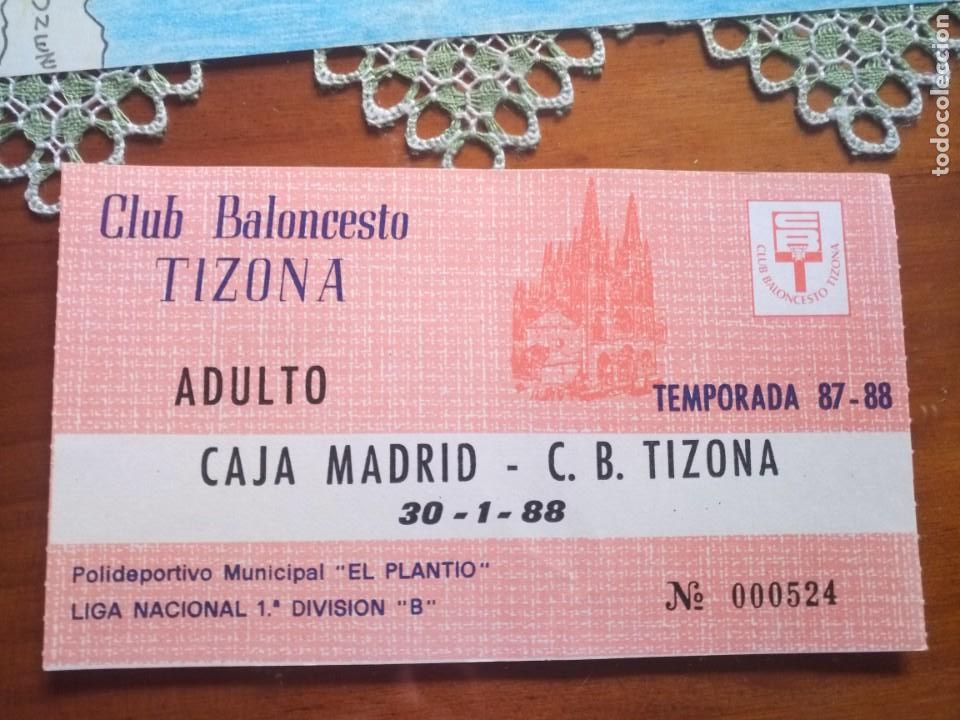 Club Baloncesto
TIZONA
CBT
CLUB BALONCESTO TIZONA
ADULTO
TEMPORADA 87-88
CAJA MADRID - C. B. TIZONA
30-1-88
Polideportivo Municipal "EL PLANTIO"
LIGA NACIONAL 1.ª DIVISION "B"
Nº 000524
todocoleccion